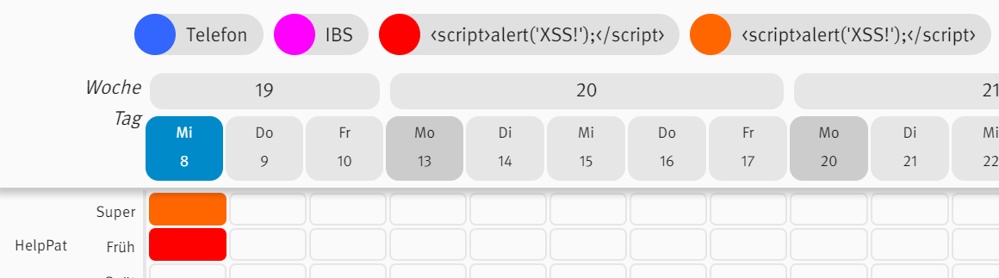 Telefon IBS <script>alert('XSS!');</script> <script>alert('XSS!');</script>
Woche 19 20 21
Tag Mi Do Fr Mo Di Mi Do Fr Mo Di Mi
8 9 10 13 14 15 16 17 20 21 22
Super
HelpPat Früh